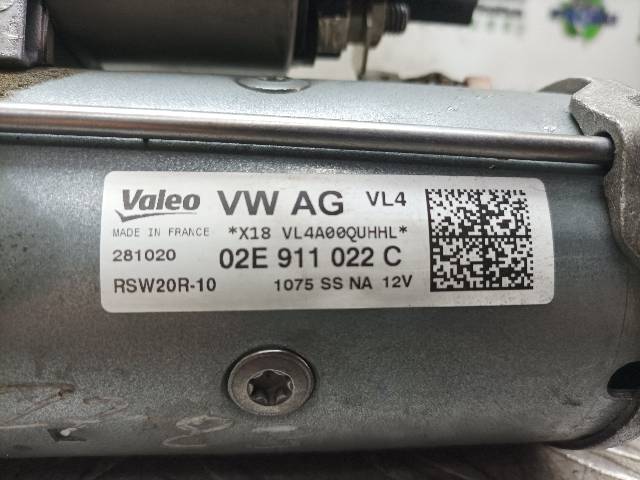 Valeo VW AG VL4
MADE IN FRANCE *X18 VL4A00QUHHL*
281020 02E 911 022 C
RSW20R-10 1075 SS NA 12V